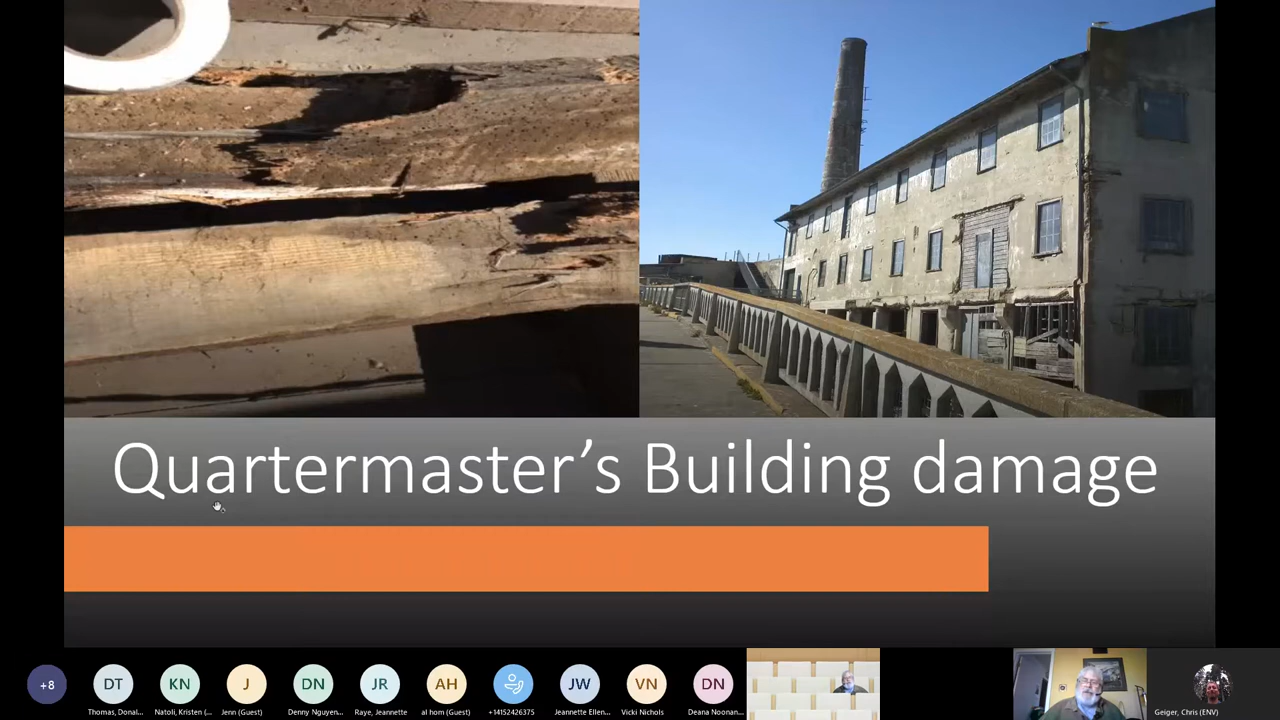 Quartermaster’s Building damage
+8
DT
KN
J
DN
JR
AH
JW
VN
DN
Thomas, Donal...
Natoli, Kristen (...
Jenn (Guest)
Denny Nguyen...
Raye, Jeannette
al hom (Guest)
+14152426375
Jeannette Ellen...
Vicki Nichols
Deana Noonan...
Geiger, Chris (ENV)